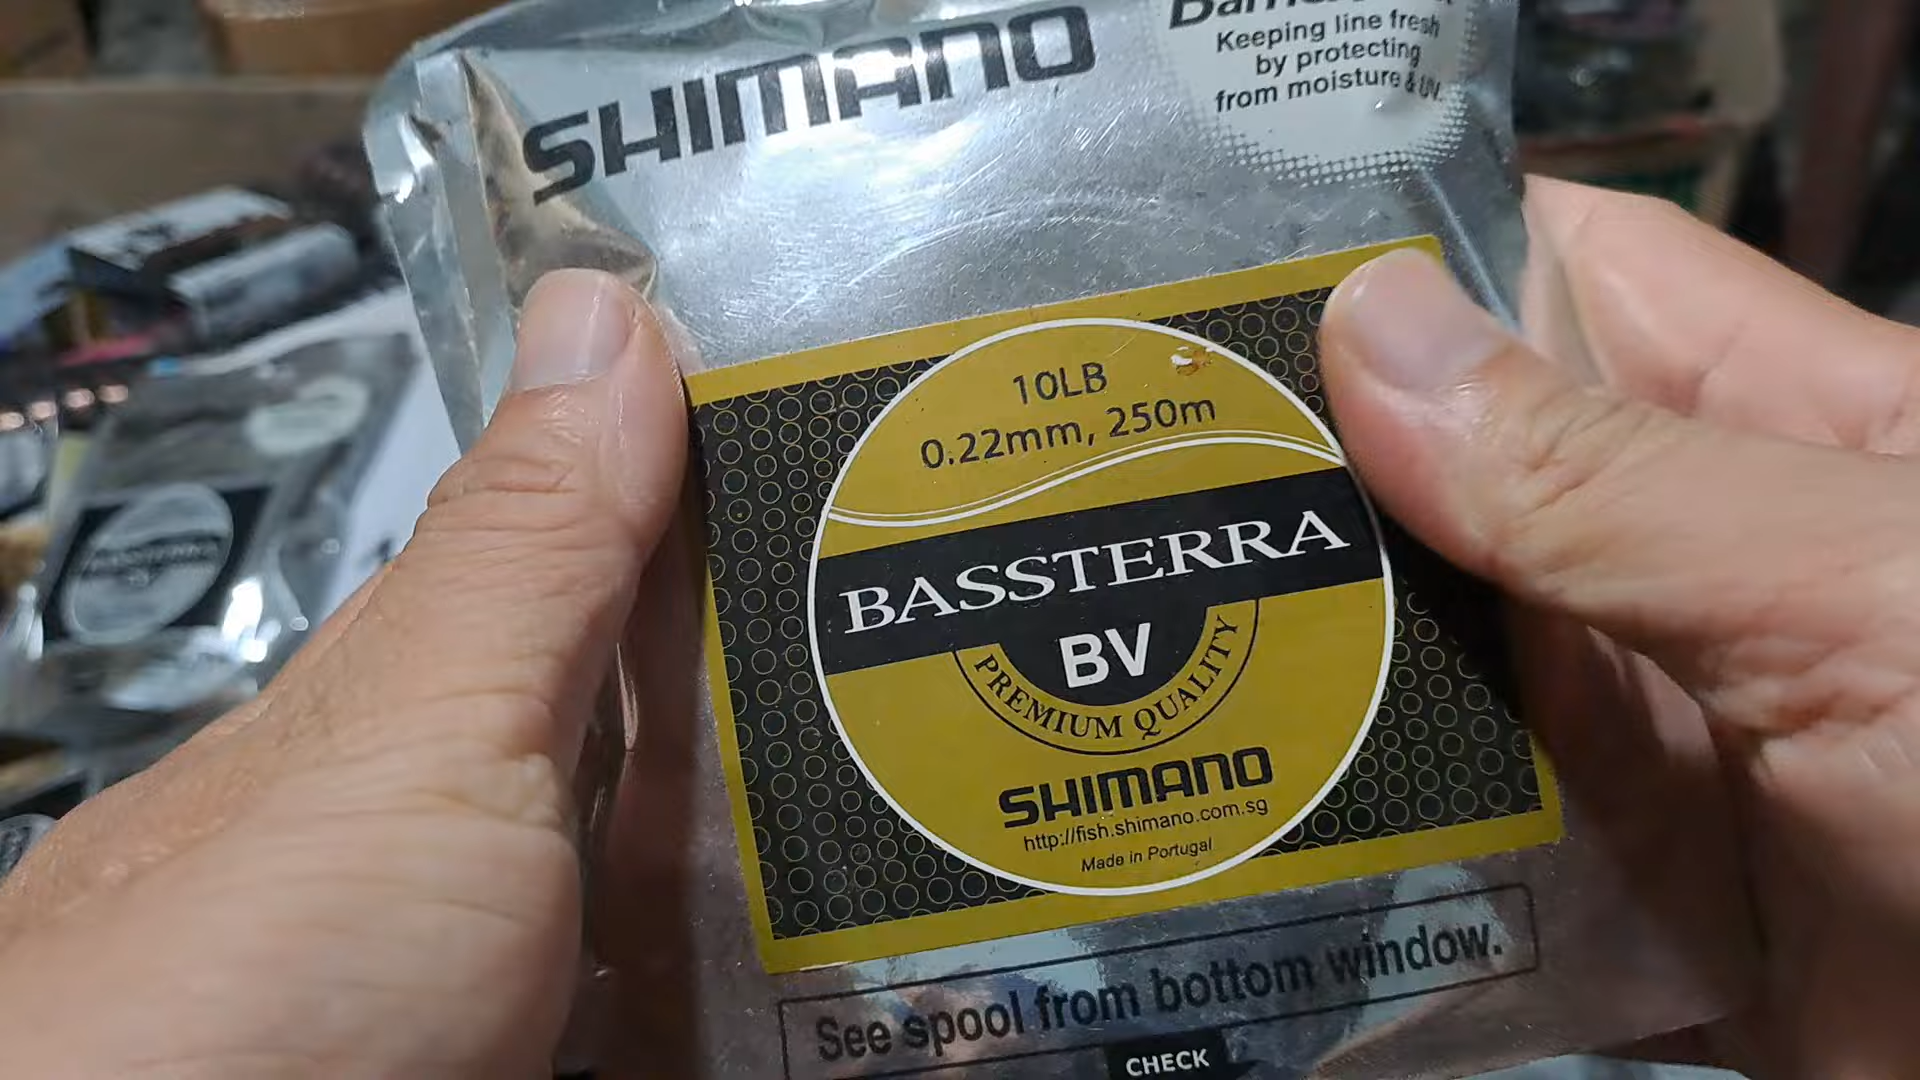 SHIMANO
Keeping line fresh
by protecting
from moisture & UV.
10LB
0.22mm, 250m
BASSTERRA
BV
PREMIUM QUALITY
SHIMANO
http://fish.shimano.com.sg
Made in Portugal
See spool from bottom window.
CHECK
BASSTERRA